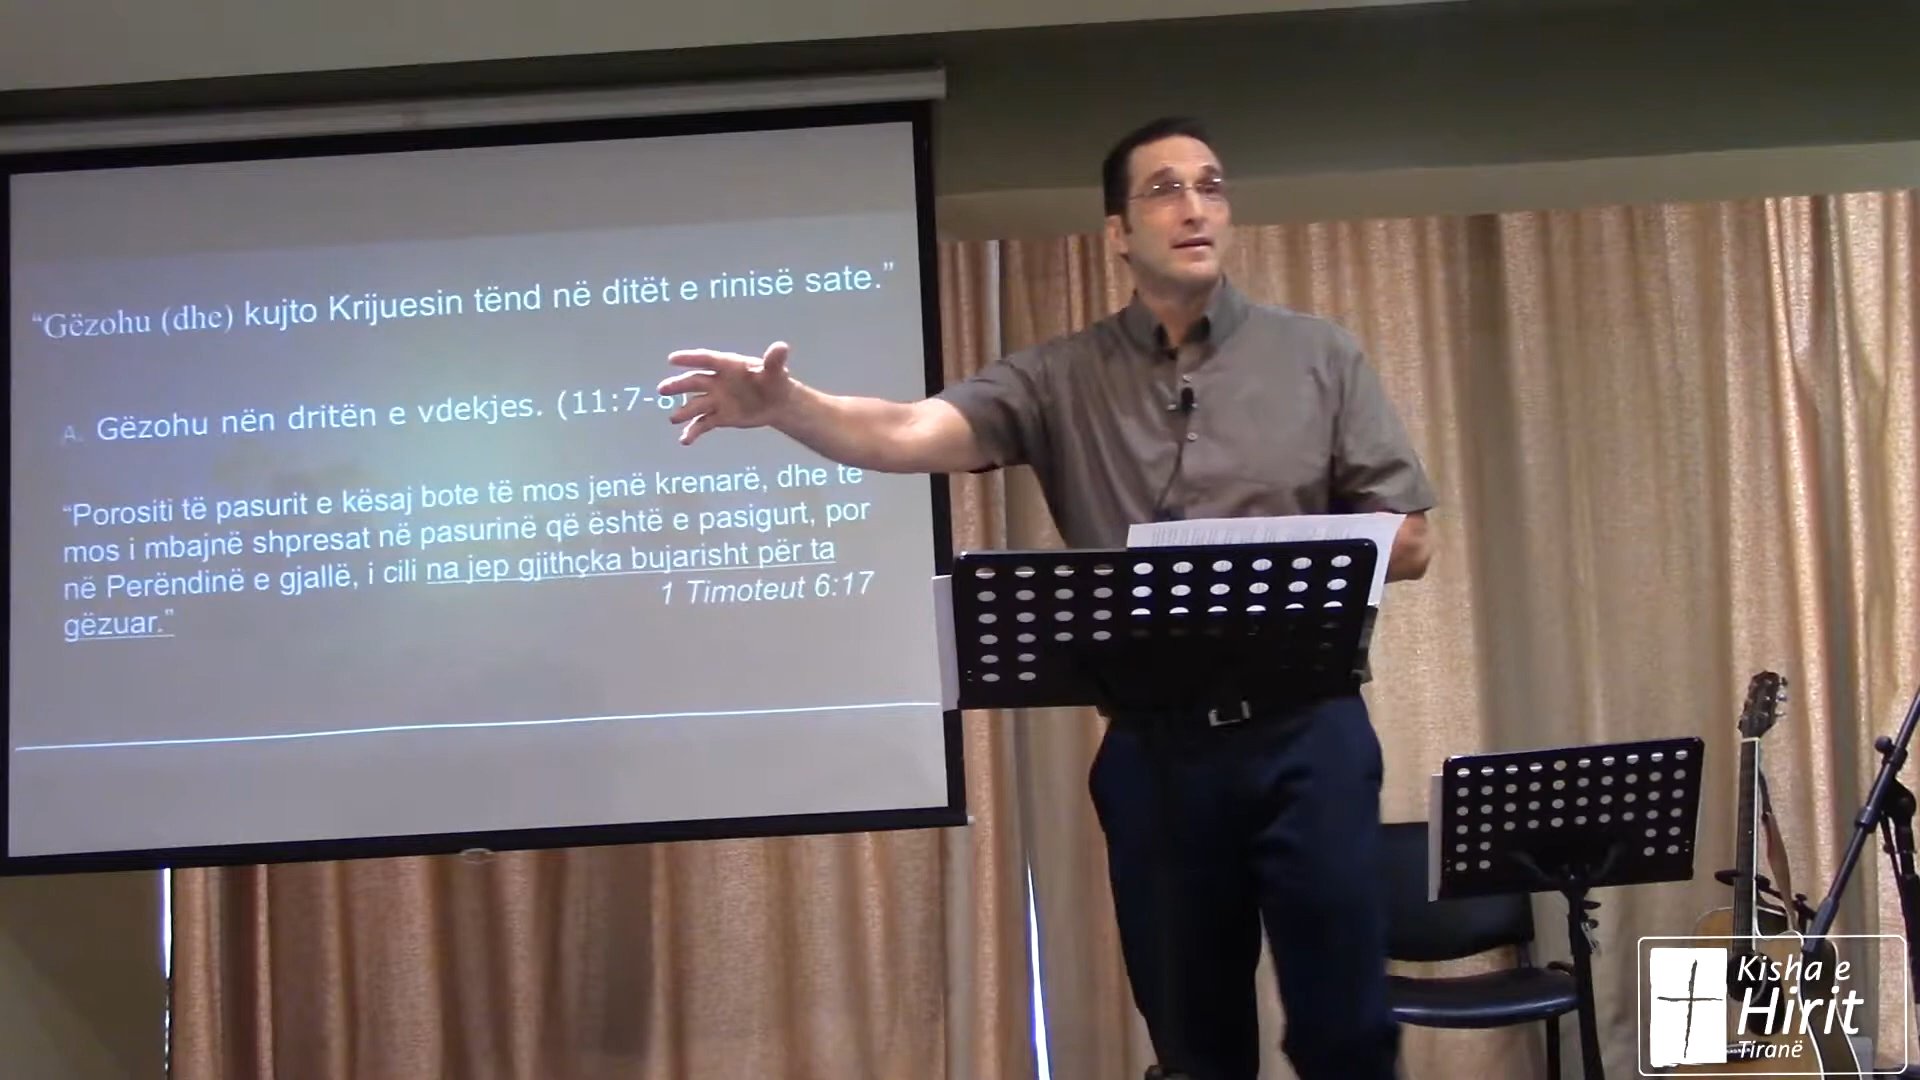 “Gëzohu (dhe) kujto Krijuesin tënd në ditët e rinisë sate.”
A. Gëzohu nën dritën e vdekjes. (11:7-8)
“Porositi të pasurit e kësaj bote të mos jenë krenarë, dhe të
mos i mbajnë shpresat në pasurinë që është e pasigurt, por
në Perëndinë e gjallë, i cili na jep gjithçka bujarisht për ta
gëzuar.”
1 Timoteut 6:17
Kisha e
Hirit
Tiranë